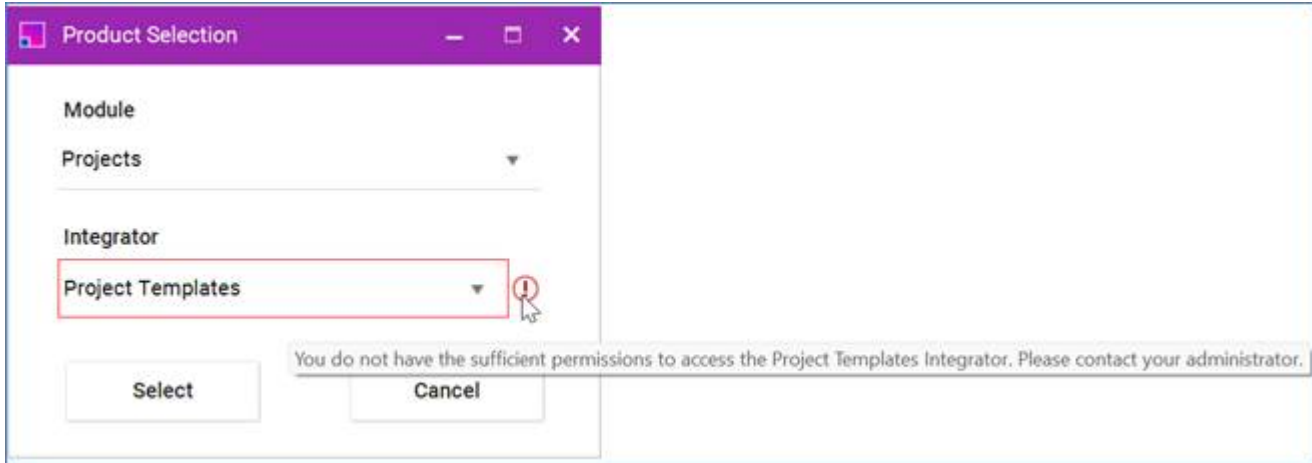 Product Selection
Module
Projects
Integrator
Project Templates
You do not have the sufficient permissions to access the Project Templates Integrator. Please contact your administrator.
Select
Cancel